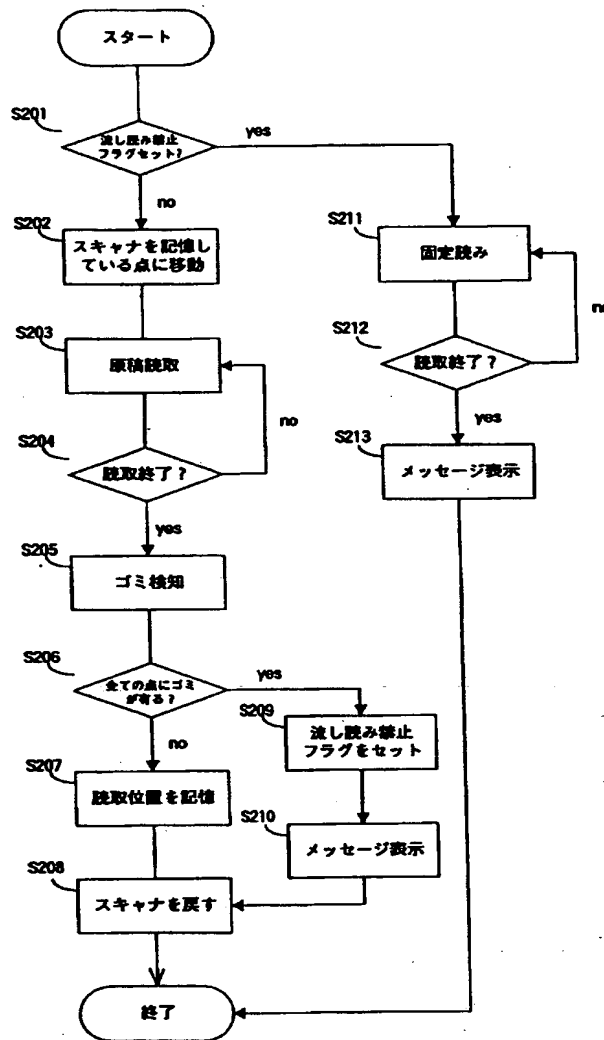 スタート
S201
流し読み禁止
フラグセット?
yes
no
S202
スキャナを記憶し
ている点に移動
S203
原稿読取
no
S204
読取終了?
yes
S205
ゴミ検知
S206
全ての点にゴミ
が有る?
yes
no
S207
読取位置を記憶
S208
スキャナを戻す
終了
S209
流し読み禁止
フラグをセット
S210
メッセージ表示
S211
固定読み
no
S212
読取終了?
yes
S213
メッセージ表示